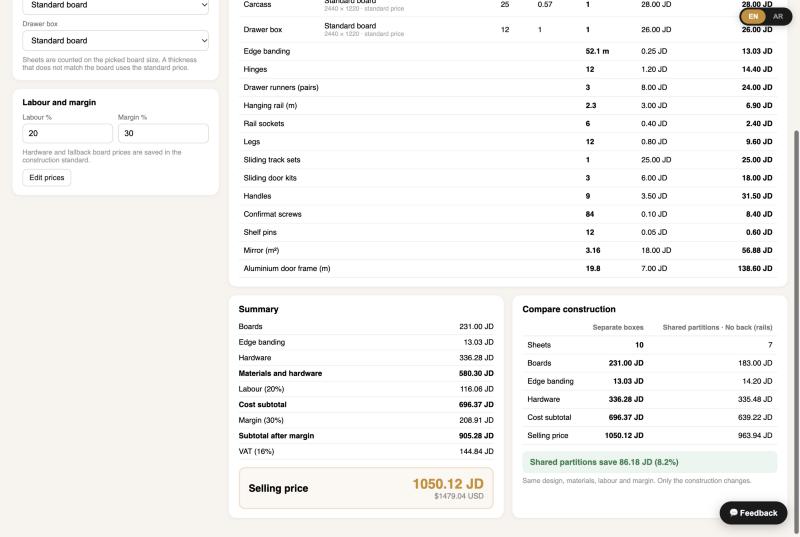 Standard board
Drawer box
Standard board
Sheets are counted on the picked board size. A thickness
that does not match the board uses the standard price.
Labour and margin
Labour % Margin %
20 30
Hardware and fallback board prices are saved in the
construction standard.
Edit prices
Carcass Standard board 25 0.57 1 28.00 JD 28.00 JD
2440 × 1220 · standard price
EN AR
Drawer box Standard board 12 1 1 26.00 JD 26.00 JD
2440 × 1220 · standard price
Edge banding 52.1 m 0.25 JD 13.03 JD
Hinges 12 1.20 JD 14.40 JD
Drawer runners (pairs) 3 8.00 JD 24.00 JD
Hanging rail (m) 2.3 3.00 JD 6.90 JD
Rail sockets 6 0.40 JD 2.40 JD
Legs 12 0.80 JD 9.60 JD
Sliding track sets 1 25.00 JD 25.00 JD
Sliding door kits 3 6.00 JD 18.00 JD
Handles 9 3.50 JD 31.50 JD
Confirmat screws 84 0.10 JD 8.40 JD
Shelf pins 12 0.05 JD 0.60 JD
Mirror (m²) 3.16 18.00 JD 56.88 JD
Aluminium door frame (m) 19.8 7.00 JD 138.60 JD
Summary
Boards 231.00 JD
Edge banding 13.03 JD
Hardware 336.28 JD
Materials and hardware 580.30 JD
Labour (20%) 116.06 JD
Cost subtotal 696.37 JD
Margin (30%) 208.91 JD
Subtotal after margin 905.28 JD
VAT (16%) 144.84 JD
Selling price 1050.12 JD
$1479.04 USD
Compare construction
Separate boxes Shared partitions · No back (rails)
Sheets 10 7
Boards 231.00 JD 183.00 JD
Edge banding 13.03 JD 14.20 JD
Hardware 336.28 JD 335.48 JD
Cost subtotal 696.37 JD 639.22 JD
Selling price 1050.12 JD 963.94 JD
Shared partitions save 86.18 JD (8.2%)
Same design, materials, labour and margin. Only the construction changes.
Feedback